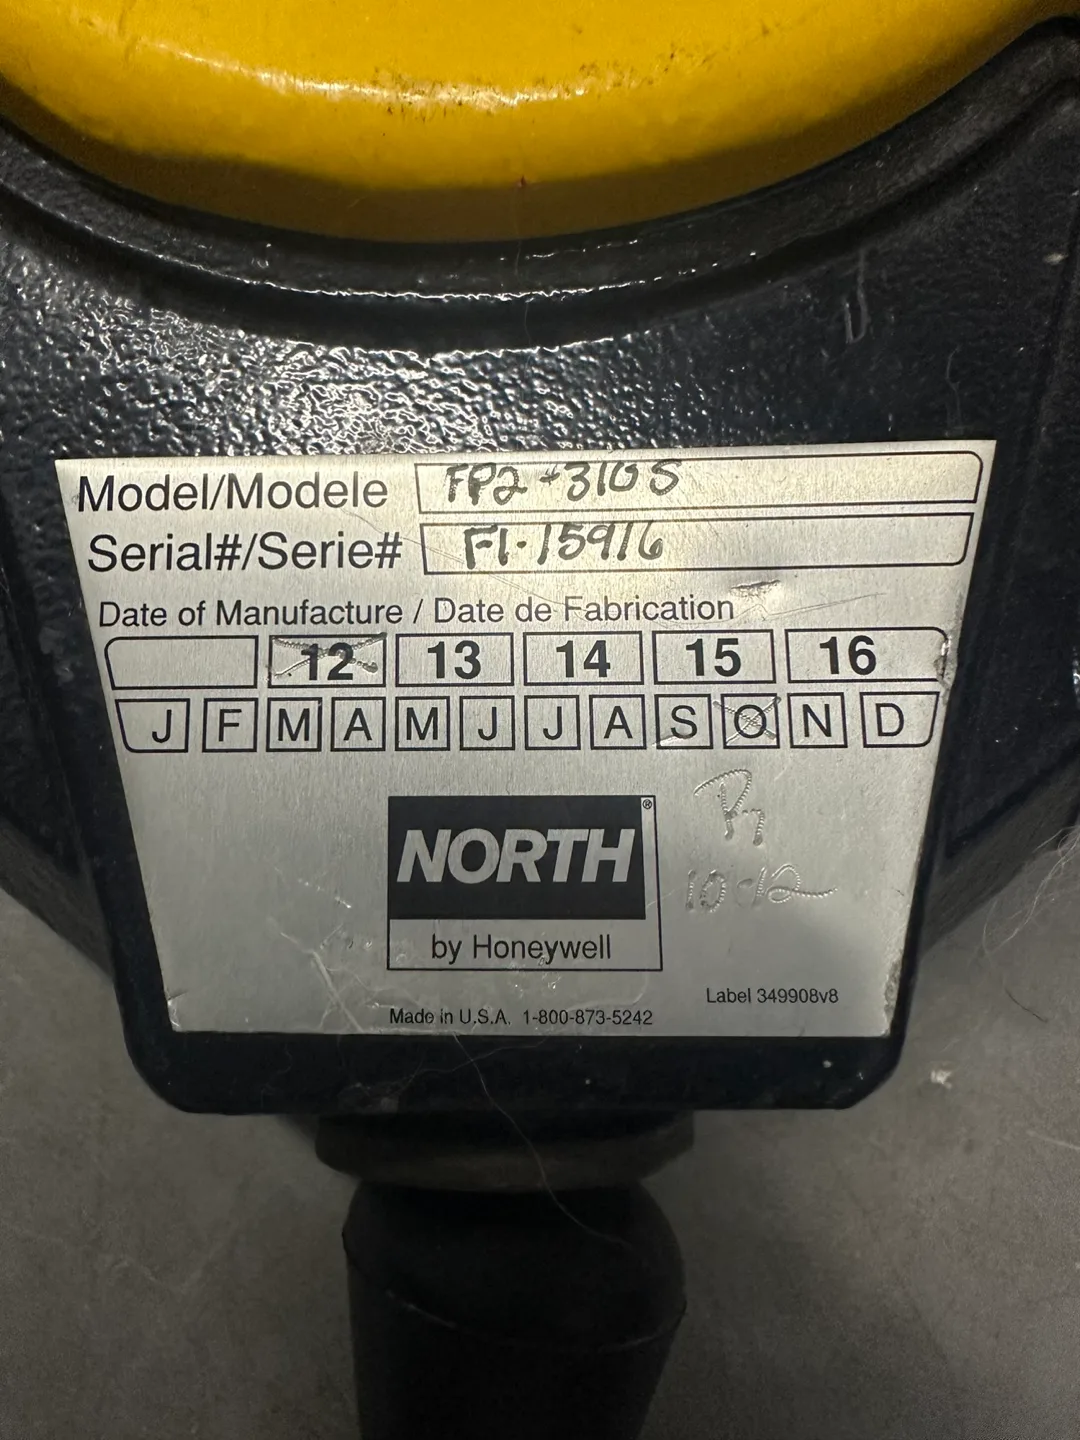 Model/Modele FP2-3105
Serial#/Serie# F1-15916
Date of Manufacture / Date de Fabrication
12 13 14 15 16
J F M A M J J A S O N D
10-12
NORTH®
by Honeywell
Label 349908v8
Made in U.S.A. 1-800-873-5242